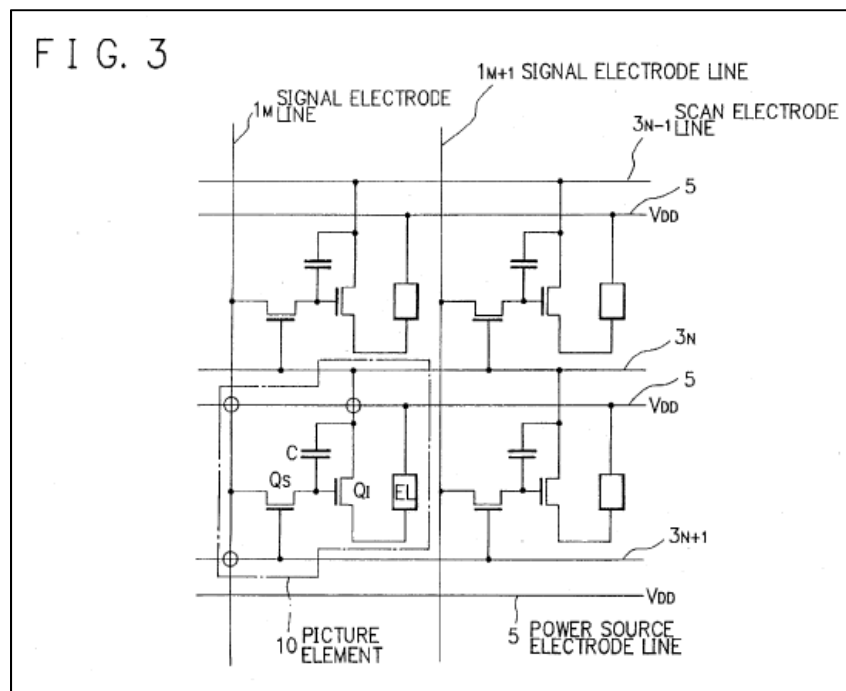 FIG. 3
1M SIGNAL ELECTRODE LINE
1M+1 SIGNAL ELECTRODE LINE
3N-1 SCAN ELECTRODE LINE
5
VDD
3N
5
VDD
C
QS
QI
EL
3N+1
VDD
10 PICTURE ELEMENT
5 POWER SOURCE ELECTRODE LINE